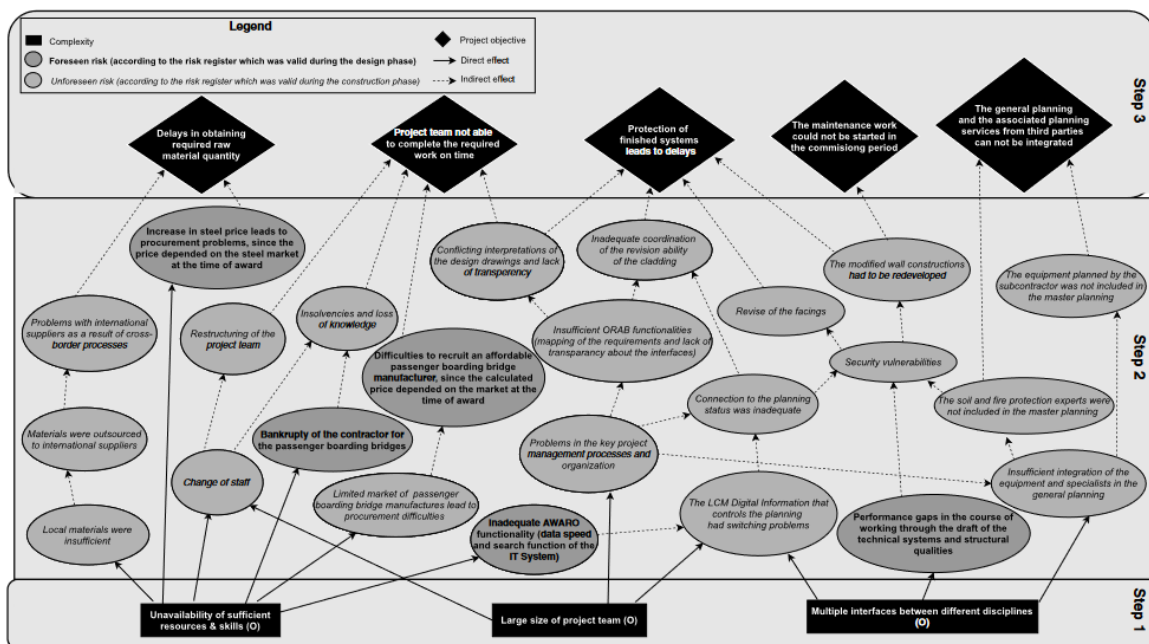 Legend
Complexity
Project objective
Foreseen risk (according to the risk register which was valid during the design phase)
Direct effect
Unforeseen risk (according to the risk register which was valid during the construction phase)
Indirect effect
Step 3
Delays in obtaining
required raw
material quantity
Project team not able
to complete the required
work on time
Protection of
finished systems
leads to delays
The maintenance work
could not be started in
the commisiong period
The general planning
and the associated planning
services from third parties
can not be integrated
Step 2
Increase in steel price leads to
procurement problems, since the
price depended on the steel market
at the time of award
Conflicting interpretations of
the design drawings and lack
of transperency
Inadequate coordination
of the revision ability
of the cladding
The modified wall constructions
had to be redeveloped
The equipment planned by the
subcontractor was not included in
the master planning
Problems with international
suppliers as a result of cross-
border processes
Restructuring of the
project team
Insolvencies and loss
of knowledge
Revise of the facings
Insufficient ORAB functionalities
(mapping of the requirements and lack of
transparancy about the interfaces)
Difficulties to recruit an affordable
passenger boarding bridge
manufacturer, since the calculated
price depended on the market at the
time of award
Security vulnerabilities
Connection to the planning
status was inadequate
The soil and fire protection experts were
not included in the master planning
Materials were outsourced
to international suppliers
Bankruptcy of the contractor for
the passenger boarding bridges
Problems in the key project
management processes and
organization
Insufficient integration of the
equipment and specialists in
the general planning
Change of staff
Limited market of passenger
boarding bridge manufactures lead to
procurement difficulties
The LCM Digital Information that
controls the planning
had switching problems
Local materials were
insufficient
Inadequate AWARO
functionality (data speed
and search function of the
IT System)
Performance gaps in the course of
working through the draft of the
technical systems and structural
qualities
Step 1
Unavailability of sufficient
resources & skills (O)
Large size of project team (O)
Multiple interfaces between different disciplines
(O)